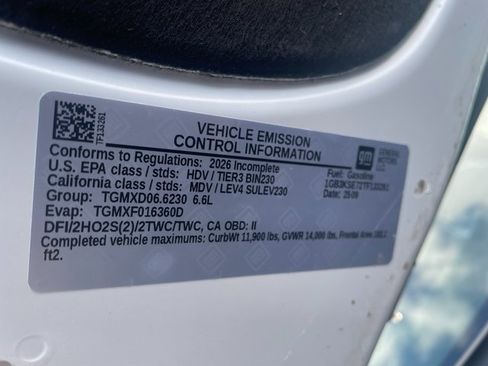 TF133261
VEHICLE EMISSION
CONTROL INFORMATION
gm
GENERAL
MOTORS
Conforms to Regulations: 2026 Incomplete
Fuel: Gasoline
U.S. EPA class / stds: HDV / TIER3 BIN230
1GB3KSE72TF133261
California class / stds: MDV / LEV4 SULEV230
Date: 25-09
Group: TGMXD06.6230 6.6L
Evap: TGMXF016360D
DFI/2HO2S(2)/2TWC/TWC, CA OBD: II
Completed vehicle maximums: CurbWt 11,900 lbs, GVWR 14,000 lbs, Frontal Area
ft2.